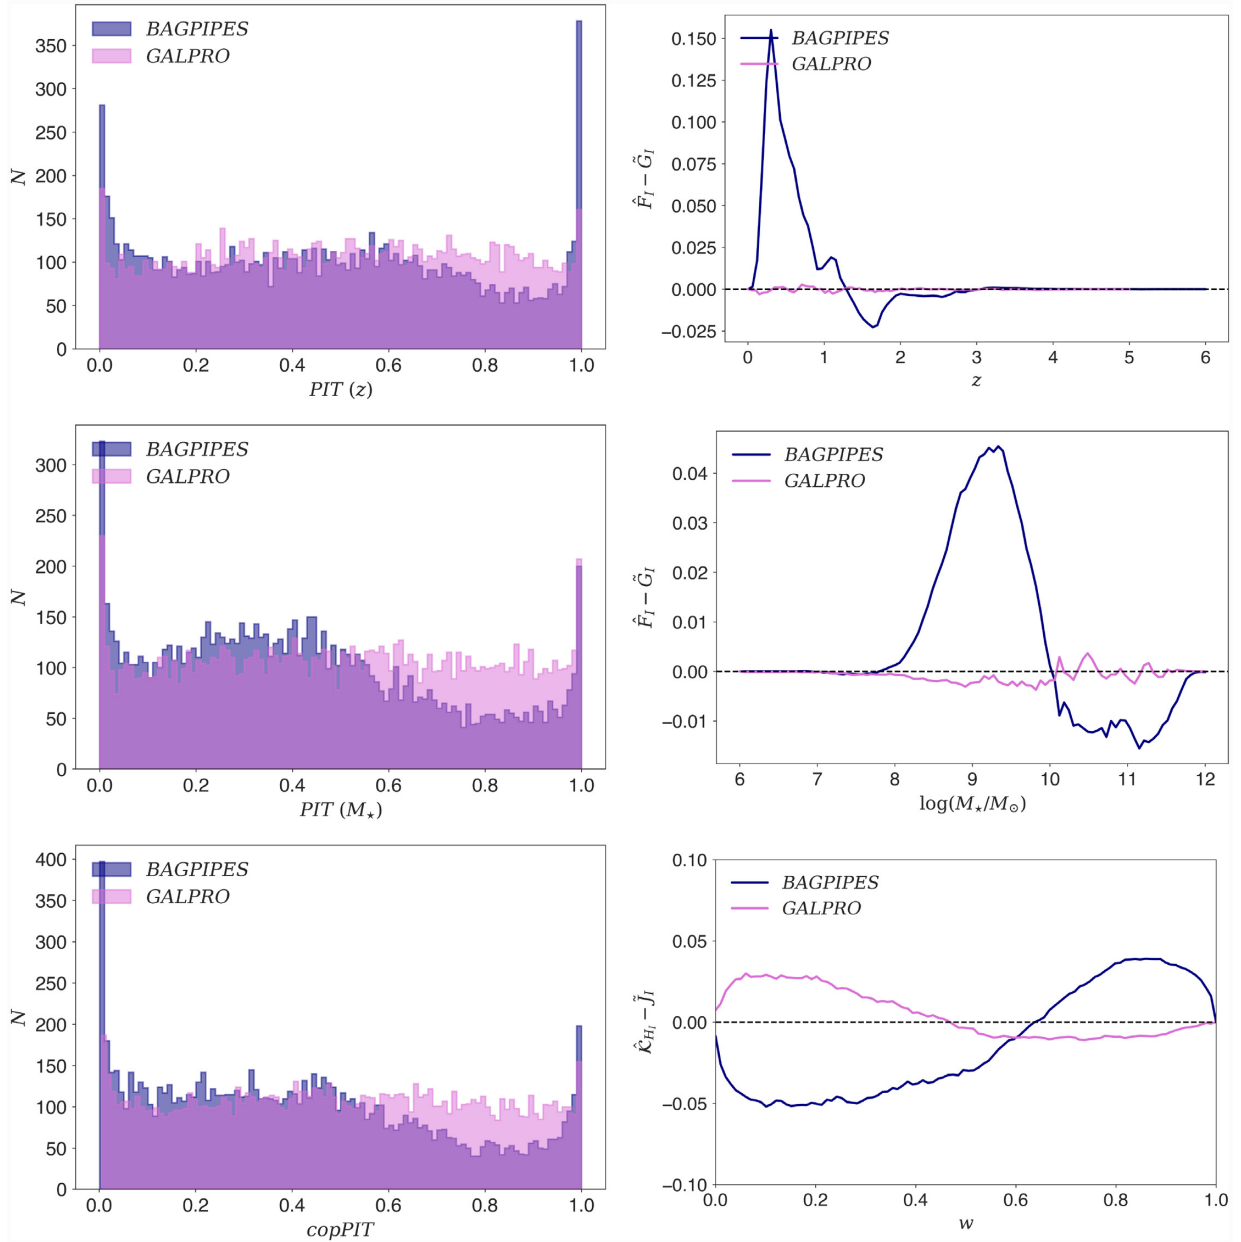 BAGPIPES
GALPRO
350
300
250
200
150
100
50
0
N
0.0 0.2 0.4 0.6 0.8 1.0
PIT (z)
BAGPIPES
GALPRO
0.150
0.125
0.100
0.075
0.050
0.025
0.000
−0.025
F̂_I − G̃_I
0 1 2 3 4 5 6
z
BAGPIPES
GALPRO
300
250
200
150
100
50
0
N
0.0 0.2 0.4 0.6 0.8 1.0
PIT (M⋆)
BAGPIPES
GALPRO
0.04
0.03
0.02
0.01
0.00
−0.01
F̂_I − G̃_I
6 7 8 9 10 11 12
log(M⋆/M⊙)
BAGPIPES
GALPRO
400
350
300
250
200
150
100
50
0
N
0.0 0.2 0.4 0.6 0.8 1.0
copPIT
BAGPIPES
GALPRO
0.10
0.05
0.00
−0.05
−0.10
𝒦̂_{H_I} − J̃_I
0.0 0.2 0.4 0.6 0.8 1.0
w